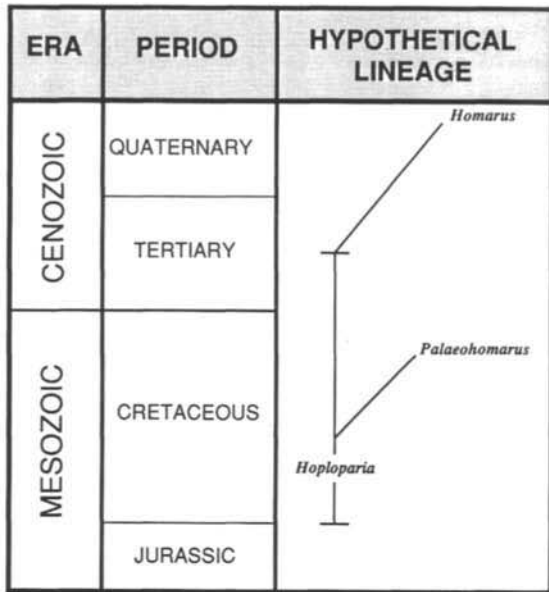 ERA
PERIOD
HYPOTHETICAL
LINEAGE
CENOZOIC
QUATERNARY
Homarus
TERTIARY
MESOZOIC
CRETACEOUS
Palaeohomarus
Hoploparia
JURASSIC